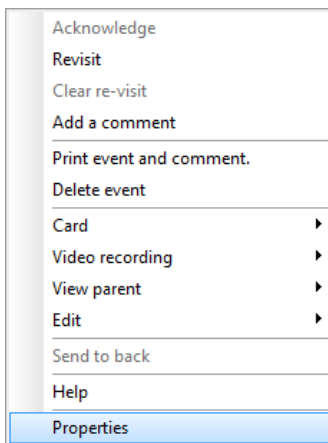 Acknowledge
Revisit
Clear re-visit
Add a comment
Print event and comment.
Delete event
Card
Video recording
View parent
Edit
Send to back
Help
Properties